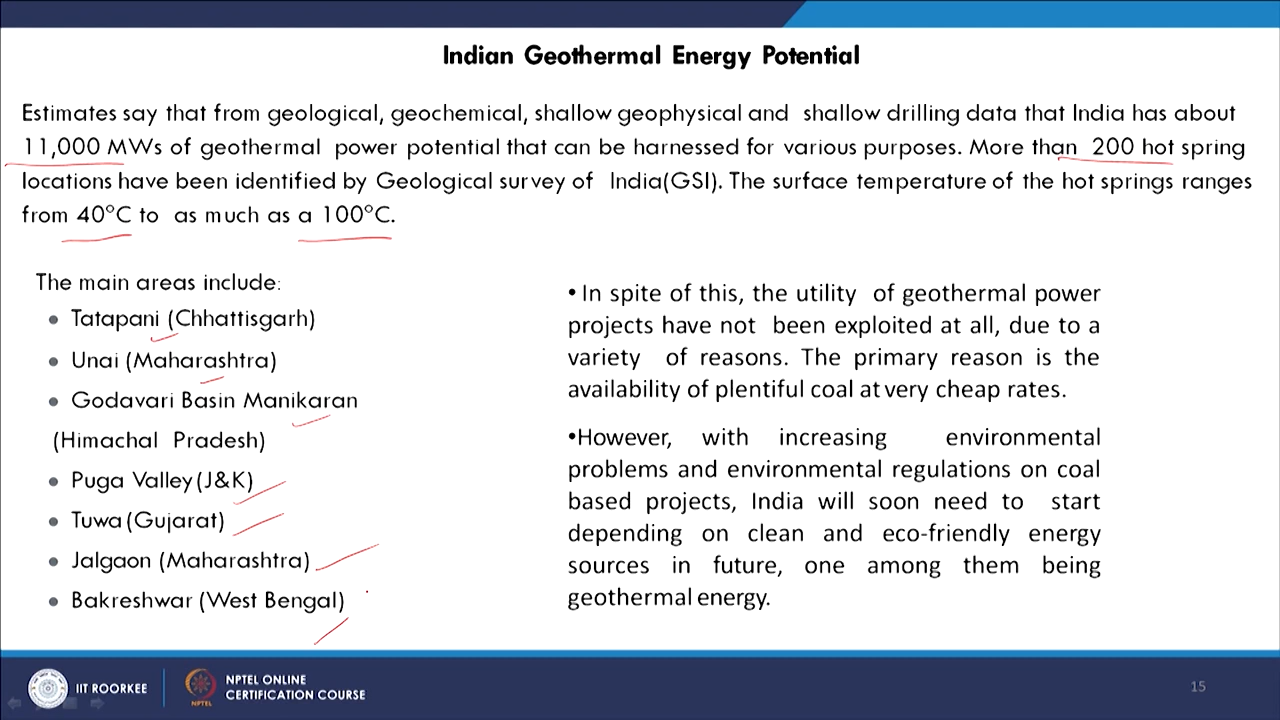 Indian Geothermal Energy Potential
Estimates say that from geological, geochemical, shallow geophysical and shallow drilling data that India has about
11,000 MWs of geothermal power potential that can be harnessed for various purposes. More than 200 hot spring
locations have been identified by Geological survey of India(GSI). The surface temperature of the hot springs ranges
from 40°C to as much as a 100°C.
The main areas include:
• Tatapani (Chhattisgarh)
• Unai (Maharashtra)
• Godavari Basin Manikaran
(Himachal Pradesh)
• Puga Valley(J&K)
• Tuwa(Gujarat)
• Jalgaon (Maharashtra)
• Bakreshwar (West Bengal)
• In spite of this, the utility of geothermal power
projects have not been exploited at all, due to a
variety of reasons. The primary reason is the
availability of plentiful coal at very cheap rates.
•However, with increasing environmental
problems and environmental regulations on coal
based projects, India will soon need to start
depending on clean and eco-friendly energy
sources in future, one among them being
geothermal energy.
IIT ROORKEE
NPTEL
NPTEL ONLINE
CERTIFICATION COURSE
15